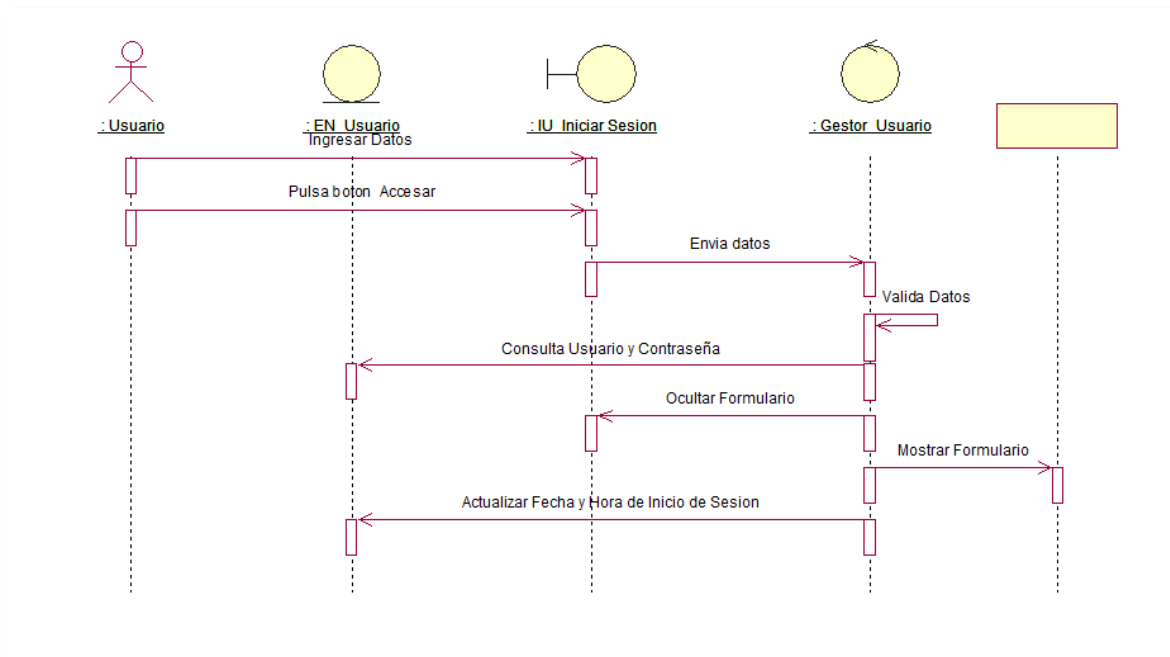 : Usuario
: EN_Usuario
: IU_Iniciar Sesion
: Gestor_Usuario
Ingresar Datos
Pulsa boton Accesar
Envia datos
Valida Datos
Consulta Usuario y Contraseña
Ocultar Formulario
Mostrar Formulario
Actualizar Fecha y Hora de Inicio de Sesion